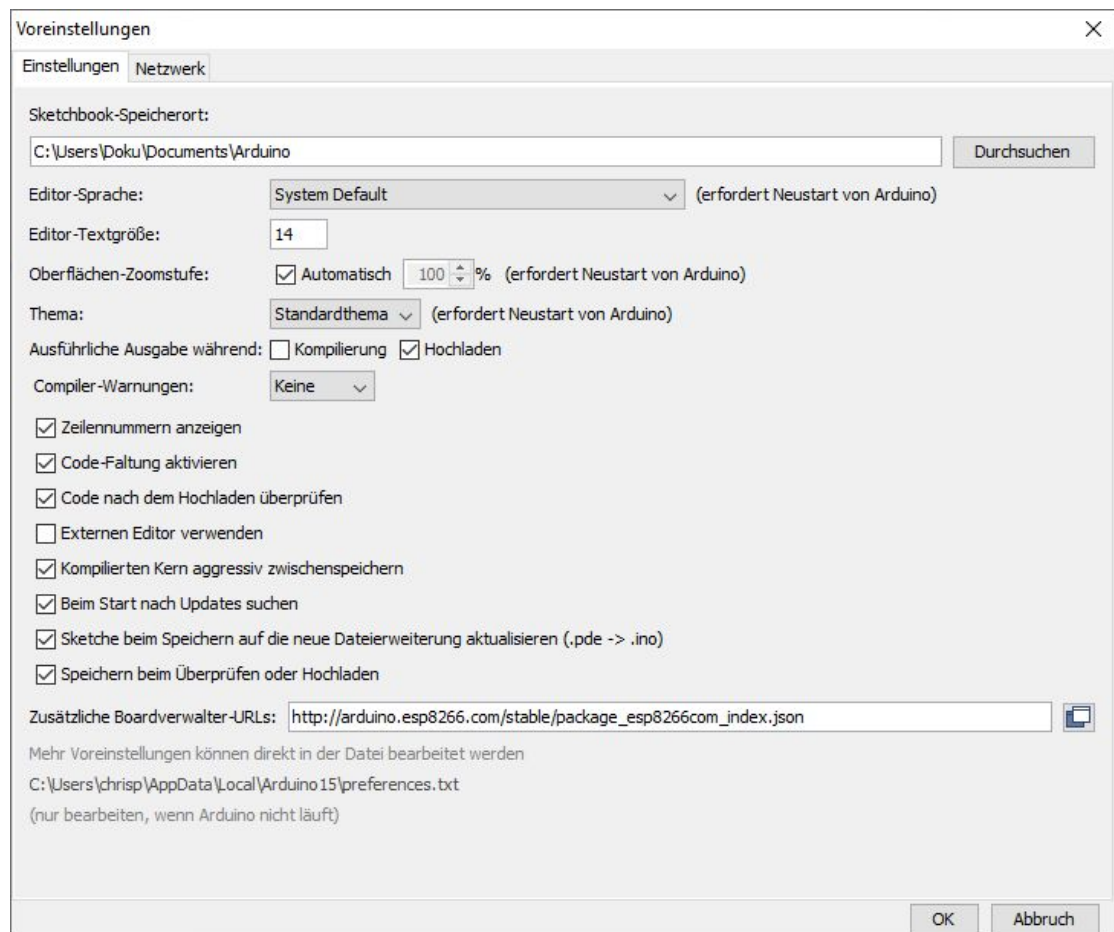 Voreinstellungen
Einstellungen Netzwerk
Sketchbook-Speicherort:
C:\Users\Doku\Documents\Arduino Durchsuchen
Editor-Sprache: System Default (erfordert Neustart von Arduino)
Editor-Textgröße: 14
Oberflächen-Zoomstufe: Automatisch 100 % (erfordert Neustart von Arduino)
Thema: Standardthema (erfordert Neustart von Arduino)
Ausführliche Ausgabe während: Kompilierung Hochladen
Compiler-Warnungen: Keine
Zeilennummern anzeigen
Code-Faltung aktivieren
Code nach dem Hochladen überprüfen
Externen Editor verwenden
Kompilierten Kern aggressiv zwischenspeichern
Beim Start nach Updates suchen
Sketche beim Speichern auf die neue Dateierweiterung aktualisieren (.pde -> .ino)
Speichern beim Überprüfen oder Hochladen
Zusätzliche Boardverwalter-URLs: http://arduino.esp8266.com/stable/package_esp8266com_index.json
Mehr Voreinstellungen können direkt in der Datei bearbeitet werden
C:\Users\chrisp\AppData\Local\Arduino15\preferences.txt
(nur bearbeiten, wenn Arduino nicht läuft)
OK Abbruch